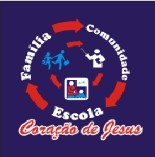 Família
Comunidade
Escola
Coração de Jesus